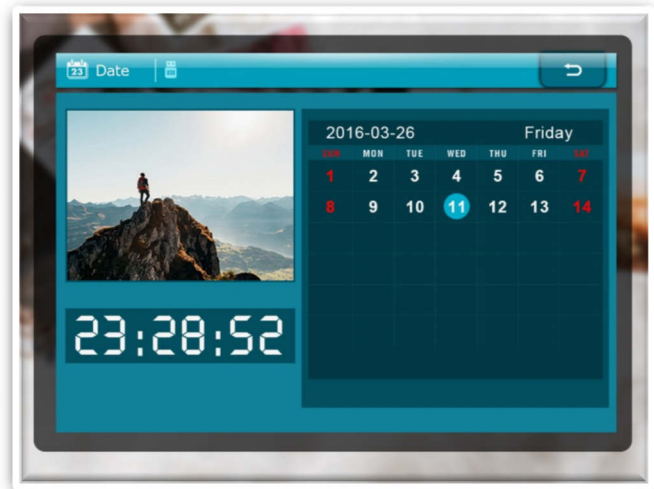 23 Date
2016-03-26 Friday
SUN MON TUE WED THU FRI SAT
1 2 3 4 5 6 7
8 9 10 11 12 13 14
23:28:52